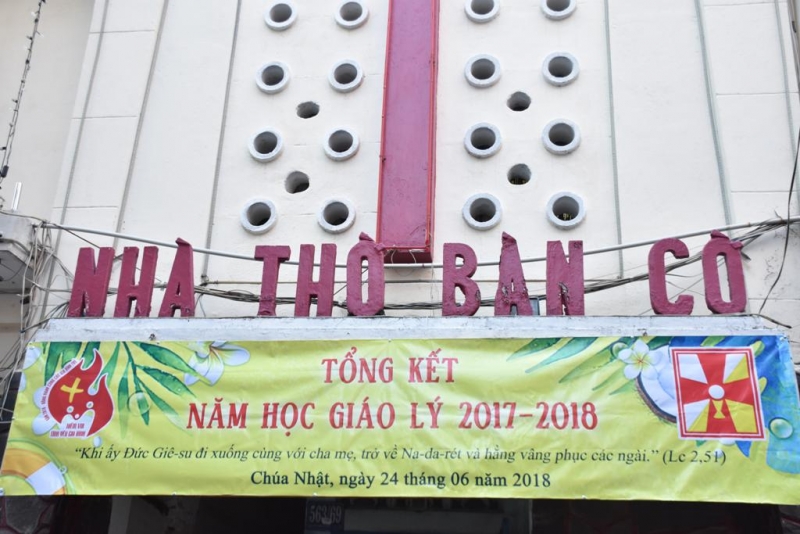 NHÀ THỜ BÀN CỜ
TỔNG KẾT
NĂM HỌC GIÁO LÝ 2017-2018
“Khi ấy Đức Giê-su đi xuống cùng với cha mẹ, trở về Na-da-rét và hằng vâng phục các ngài.” (Lc 2,51)
Chúa Nhật, ngày 24 tháng 06 năm 2018